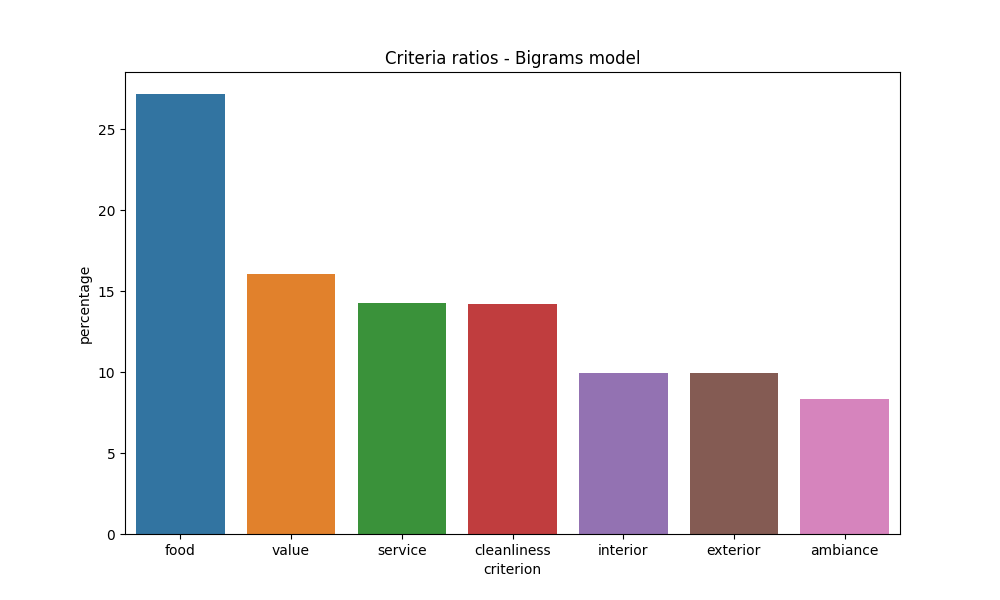 Criteria ratios - Bigrams model
percentage
25
20
15
10
5
0
food value service cleanliness interior exterior ambiance
criterion